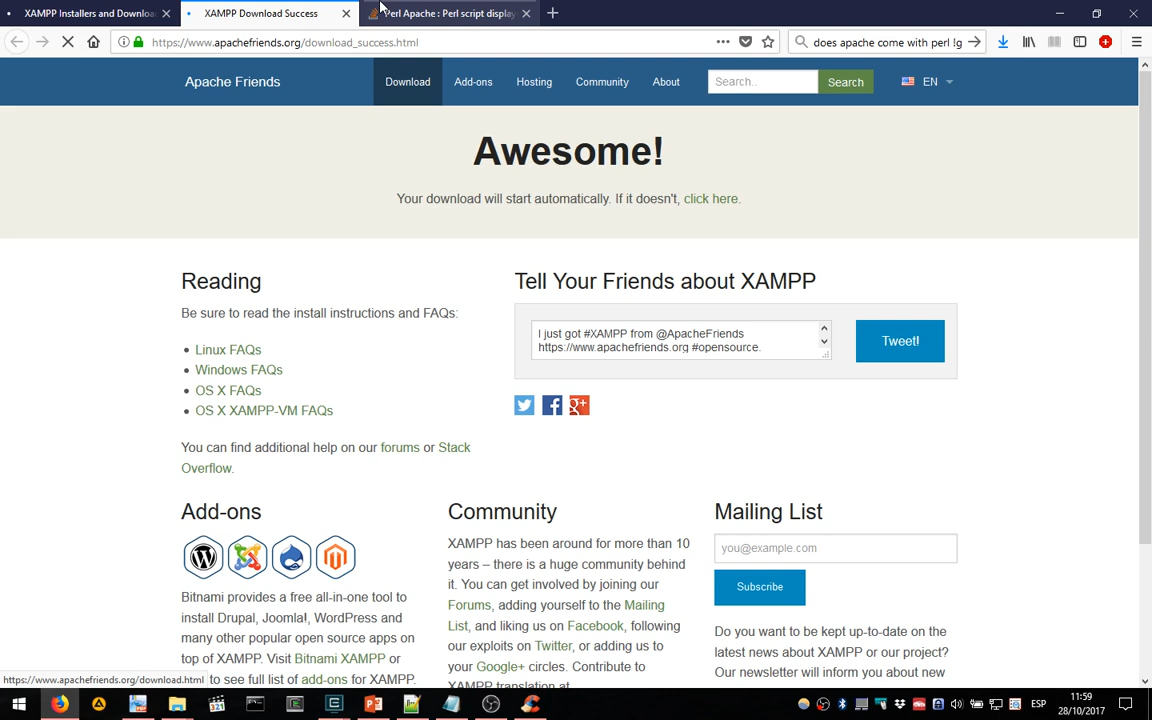 XAMPP Installers and Downloa
XAMPP Download Success
Perl Apache : Perl script display
https://www.apachefriends.org/download_success.html
does apache come with perl !g
Apache Friends
Download
Add-ons
Hosting
Community
About
Search..
Search
EN
Awesome!
Your download will start automatically. If it doesn't, click here.
Reading
Be sure to read the install instructions and FAQs:
Linux FAQs
Windows FAQs
OS X FAQs
OS X XAMPP-VM FAQs
You can find additional help on our forums or Stack
Overflow.
Tell Your Friends about XAMPP
I just got #XAMPP from @ApacheFriends
https://www.apachefriends.org #opensource.
Tweet!
Add-ons
Bitnami provides a free all-in-one tool to
install Drupal, Joomla!, WordPress and
many other popular open source apps on
top of XAMPP. Visit Bitnami XAMPP or
to see full list of add-ons for XAMPP.
Community
XAMPP has been around for more than 10
years – there is a huge community behind
it. You can get involved by joining our
Forums, adding yourself to the Mailing
List, and liking us on Facebook, following
our exploits on Twitter, or adding us to
your Google+ circles. Contribute to
XAMPP translation at
Mailing List
you@example.com
Subscribe
Do you want to be kept up-to-date on the
latest news about XAMPP or our project?
Our newsletter will inform you about new
https://www.apachefriends.org/download.html
ESP
11:59
28/10/2017